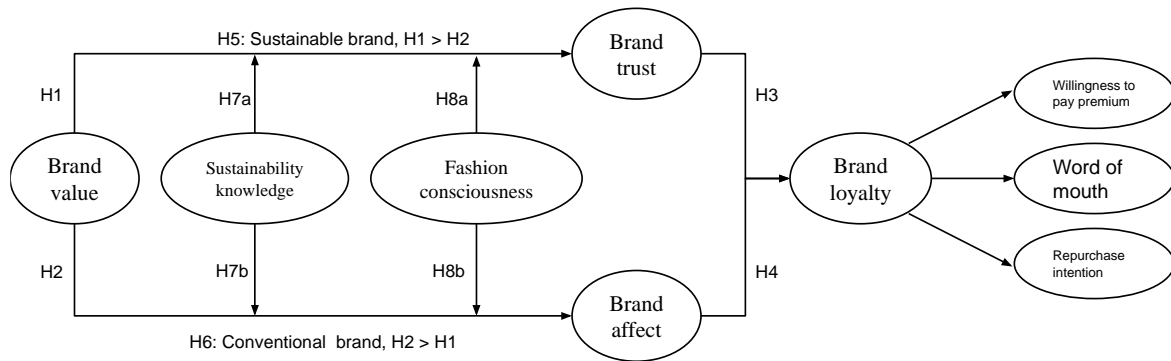 H5: Sustainable brand, H1 > H2
Brand
trust
H1
H7a
H8a
H3
Willingness to
pay premium
Brand
value
Sustainability
knowledge
Fashion
consciousness
Brand
loyalty
Word of
mouth
H2
H7b
H8b
H4
Repurchase
intention
Brand
affect
H6: Conventional brand, H2 > H1